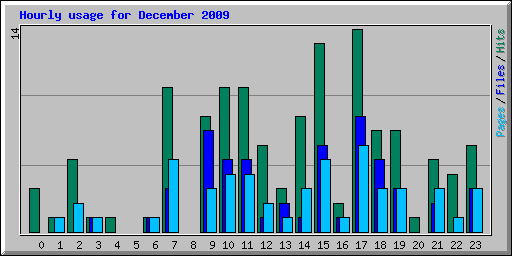 Hourly usage for December 2009
14
Pages / Files / Hits
0 1 2 3 4 5 6 7 8 9 10 11 12 13 14 15 16 17 18 19 20 21 22 23